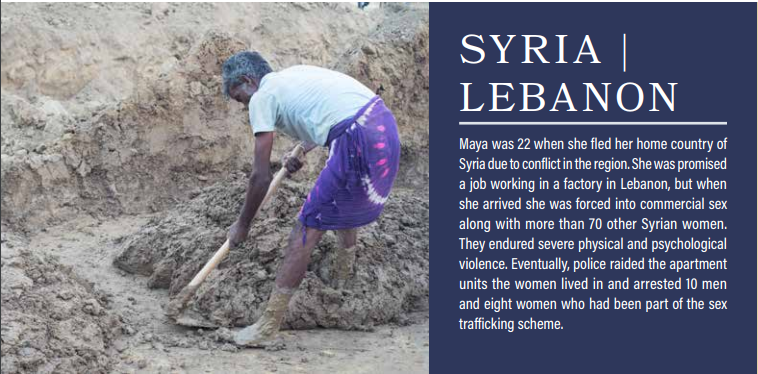 SYRIA |
LEBANON
Maya was 22 when she fled her home country of
Syria due to conflict in the region. She was promised
a job working in a factory in Lebanon, but when
she arrived she was forced into commercial sex
along with more than 70 other Syrian women.
They endured severe physical and psychological
violence. Eventually, police raided the apartment
units the women lived in and arrested 10 men
and eight women who had been part of the sex
trafficking scheme.